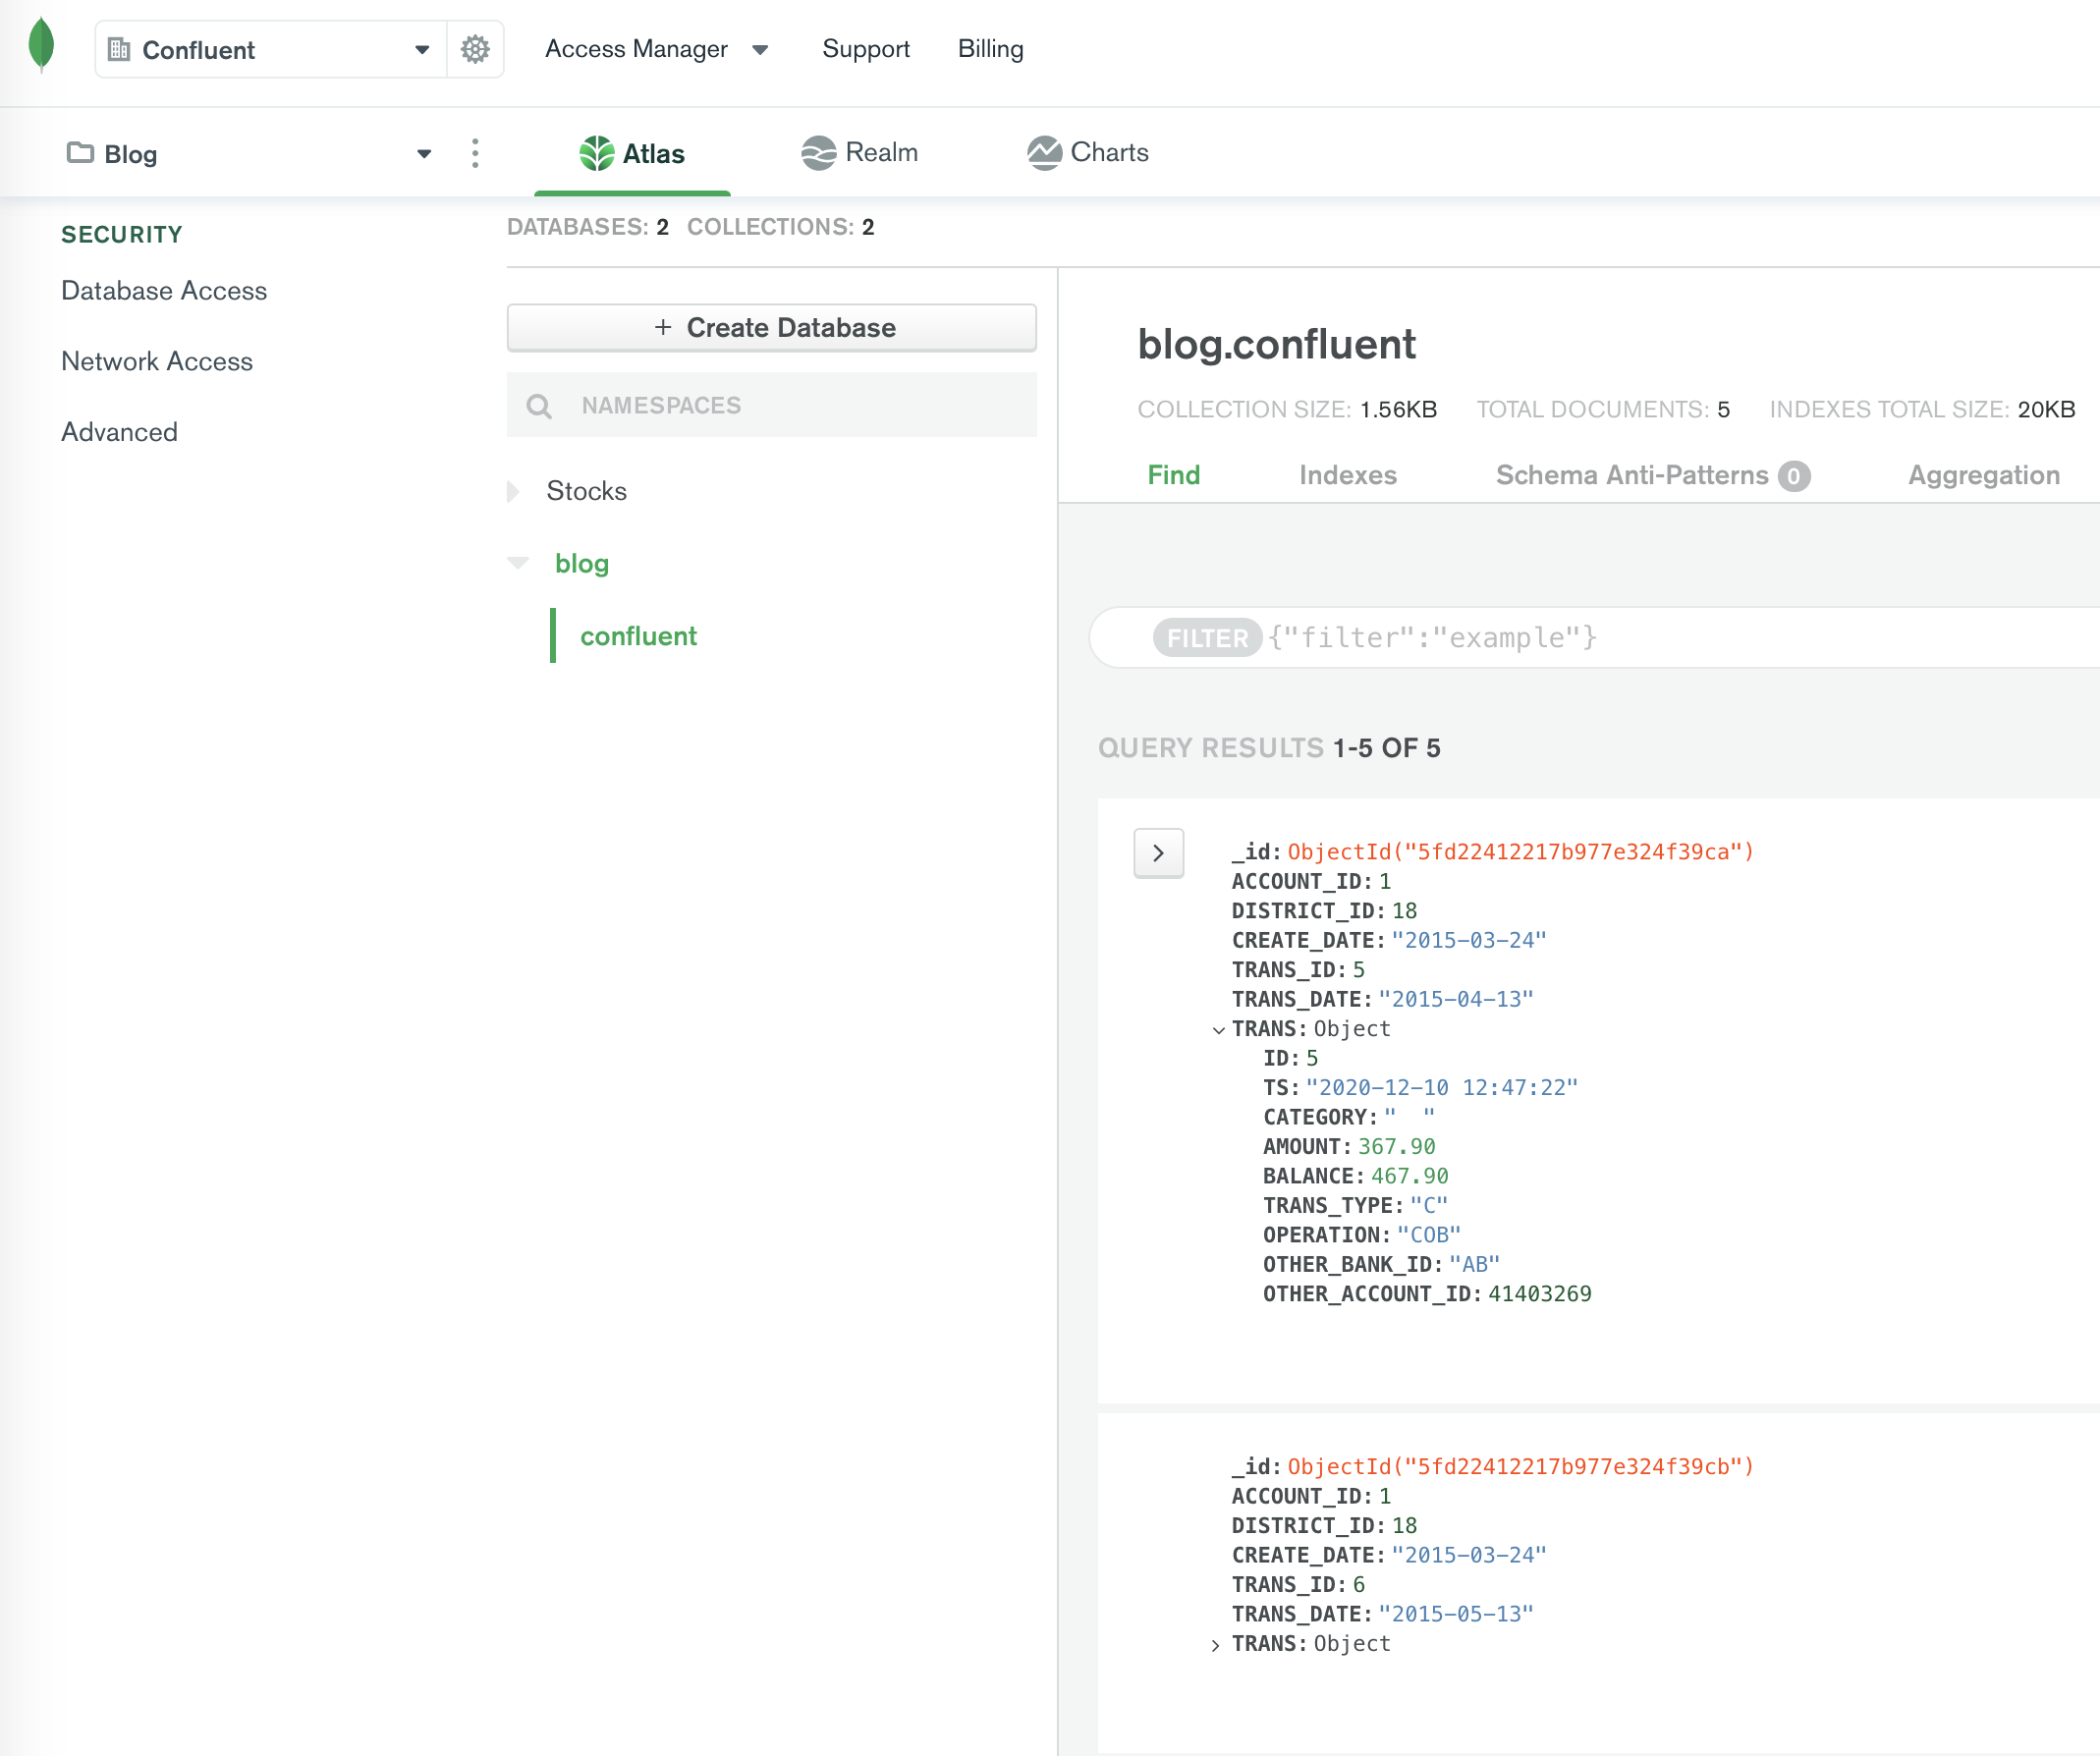 Confluent Access Manager Support Billing
Blog Atlas Realm Charts
SECURITY
Database Access
Network Access
Advanced
DATABASES: 2 COLLECTIONS: 2
+ Create Database
NAMESPACES
Stocks
blog
confluent
blog.confluent
COLLECTION SIZE: 1.56KB TOTAL DOCUMENTS: 5 INDEXES TOTAL SIZE: 20KB
Find Indexes Schema Anti-Patterns 0 Aggregation
FILTER {"filter":"example"}
QUERY RESULTS 1-5 OF 5
_id: ObjectId("5fd22412217b977e324f39ca")
ACCOUNT_ID: 1
DISTRICT_ID: 18
CREATE_DATE: "2015-03-24"
TRANS_ID: 5
TRANS_DATE: "2015-04-13"
TRANS: Object
ID: 5
TS: "2020-12-10 12:47:22"
CATEGORY: "  "
AMOUNT: 367.90
BALANCE: 467.90
TRANS_TYPE: "C"
OPERATION: "COB"
OTHER_BANK_ID: "AB"
OTHER_ACCOUNT_ID: 41403269
_id: ObjectId("5fd22412217b977e324f39cb")
ACCOUNT_ID: 1
DISTRICT_ID: 18
CREATE_DATE: "2015-03-24"
TRANS_ID: 6
TRANS_DATE: "2015-05-13"
TRANS: Object